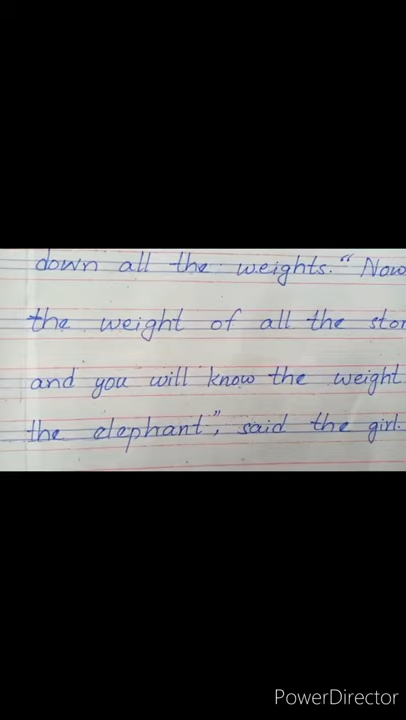 down all the weights. "Now
the weight of all the
and you will know the weight
the elephant", said the girl.
PowerDirector